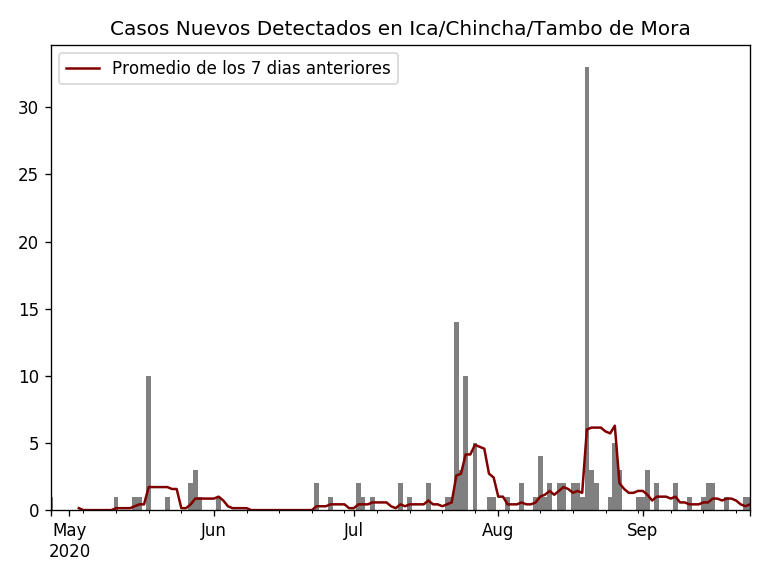 Casos Nuevos Detectados en Ica/Chincha/Tambo de Mora
Promedio de los 7 dias anteriores
30
25
20
15
10
5
0
May Jun Jul Aug Sep
2020